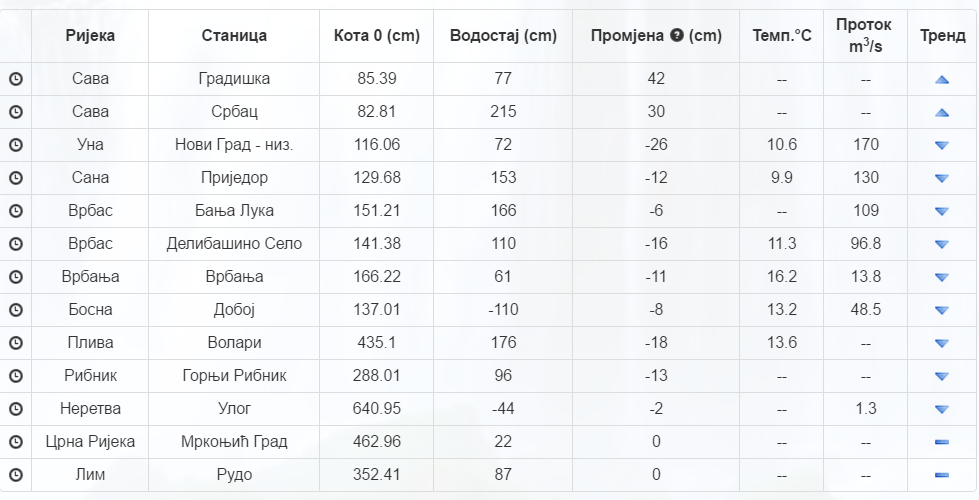 Ријека Станица Кота 0 (cm) Водостај (cm) Промјена ? (cm) Темп.°C Проток m³/s Тренд
Сава Градишка 85.39 77 42 -- --
Сава Србац 82.81 215 30 -- --
Уна Нови Град - низ. 116.06 72 -26 10.6 170
Сана Приједор 129.68 153 -12 9.9 130
Врбас Бања Лука 151.21 166 -6 -- 109
Врбас Делибашино Село 141.38 110 -16 11.3 96.8
Врбања Врбања 166.22 61 -11 16.2 13.8
Босна Добој 137.01 -110 -8 13.2 48.5
Плива Волари 435.1 176 -18 13.6 --
Рибник Горњи Рибник 288.01 96 -13 -- --
Неретва Улог 640.95 -44 -2 -- 1.3
Црна Ријека Мркоњић Град 462.96 22 0 -- --
Лим Рудо 352.41 87 0 -- --